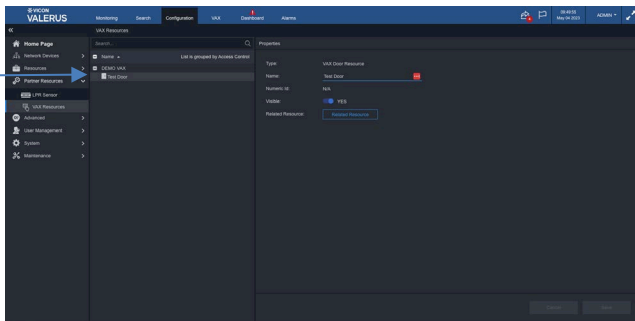 VICON
VALERUS
Monitoring Search Configuration VAX Dashboard Alarms
09:49:55
May 04 2023
ADMIN
VAX Resources
Home Page
Network Devices
Resources
Partner Resources
LPR Sensor
VAX Resources
Advanced
User Management
System
Maintenance
Search...
Name List is grouped by Access Control
DEMO VAX
Test Door
Properties
Type: VAX Door Resource
Name: Test Door
Numeric Id: N/A
Visible: YES
Related Resource: Related Resource
Save